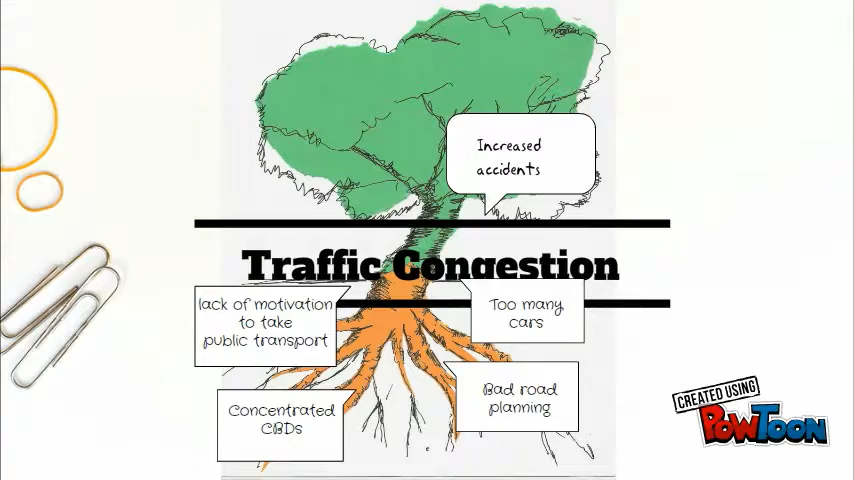 Increased
accidents
Traffic Congestion
lack of motivation
to take
public transport
Too many
cars
Bad road
planning
Concentrated
CBDs
CREATED USING
POWTOON